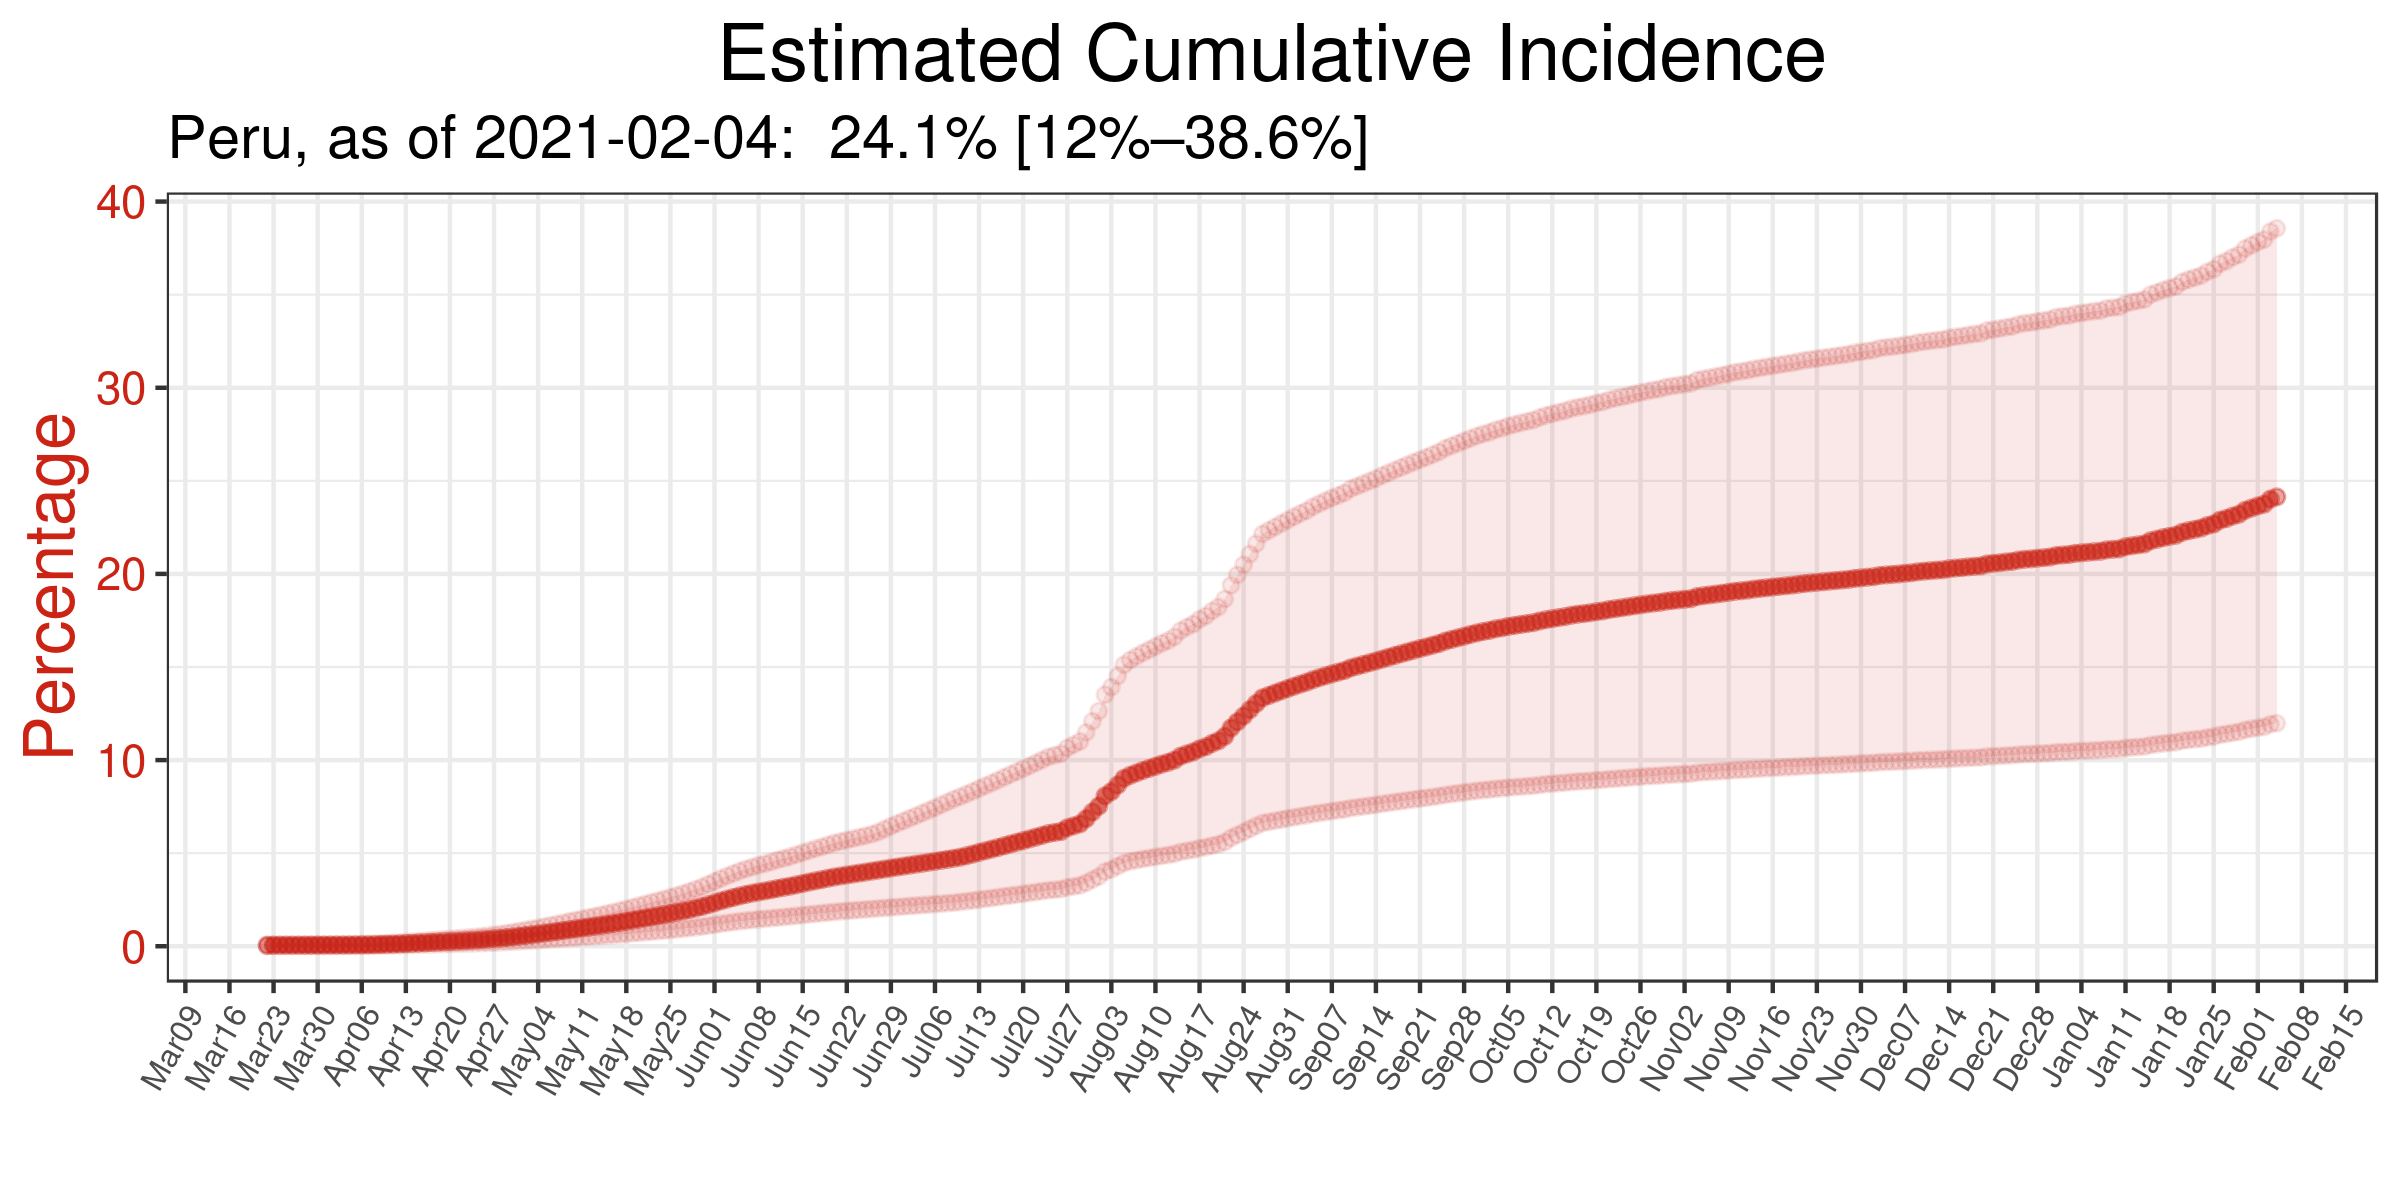 Estimated Cumulative Incidence
Peru, as of 2021-02-04:  24.1% [12%–38.6%]
Percentage
40
30
20
10
0
Mar09
Mar16
Mar23
Mar30
Apr06
Apr13
Apr20
Apr27
May04
May11
May18
May25
Jun01
Jun08
Jun15
Jun22
Jun29
Jul06
Jul13
Jul20
Jul27
Aug03
Aug10
Aug17
Aug24
Aug31
Sep07
Sep14
Sep21
Sep28
Oct05
Oct12
Oct19
Oct26
Nov02
Nov09
Nov16
Nov23
Nov30
Dec07
Dec14
Dec21
Dec28
Jan04
Jan11
Jan18
Jan25
Feb01
Feb08
Feb15